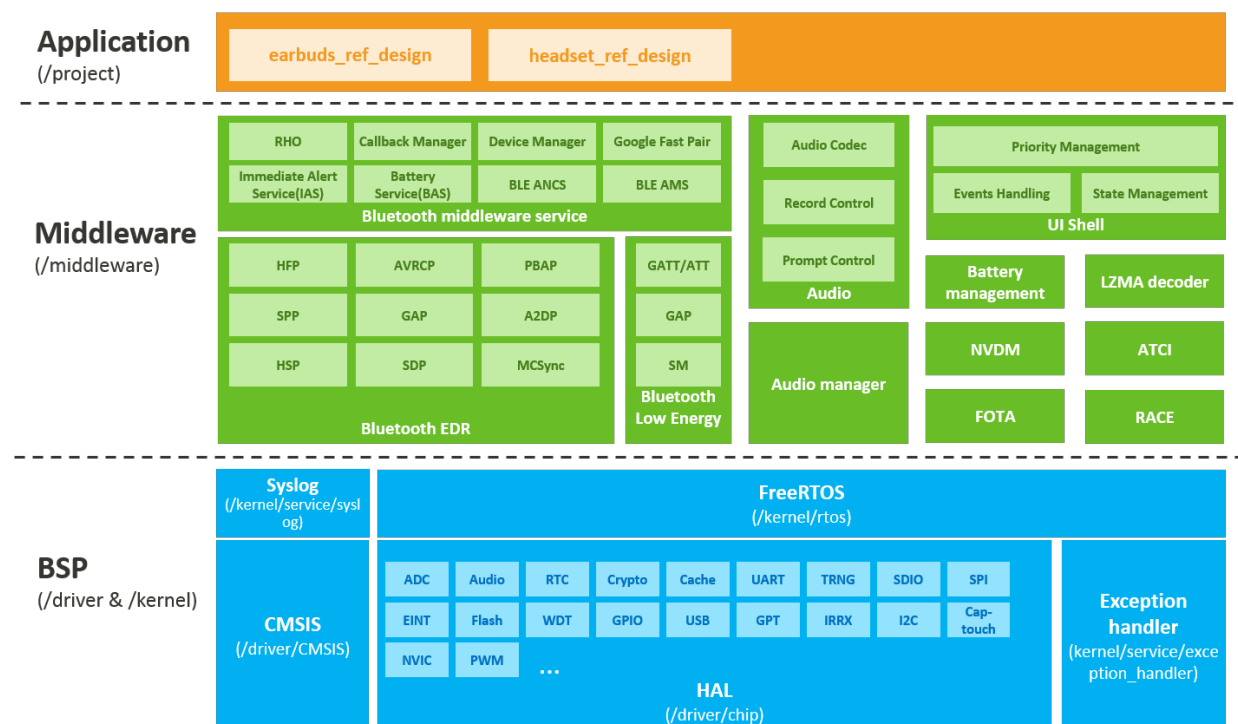 Application
(/project)
earbuds_ref_design
headset_ref_design
Middleware
(/middleware)
RHO
Callback Manager
Device Manager
Google Fast Pair
Immediate Alert
Service(IAS)
Battery
Service(BAS)
BLE ANCS
BLE AMS
Bluetooth middleware service
HFP
AVRCP
PBAP
SPP
GAP
A2DP
HSP
SDP
MCSync
Bluetooth EDR
GATT/ATT
GAP
SM
Bluetooth
Low Energy
Audio Codec
Record Control
Prompt Control
Audio
Audio manager
Priority Management
Events Handling
State Management
UI Shell
Battery
management
LZMA decoder
NVDM
ATCI
FOTA
RACE
BSP
(/driver & /kernel)
Syslog
(/kernel/service/sysl
og)
FreeRTOS
(/kernel/rtos)
CMSIS
(/driver/CMSIS)
ADC
Audio
RTC
Crypto
Cache
UART
TRNG
SDIO
SPI
EINT
Flash
WDT
GPIO
USB
GPT
IRRX
I2C
Cap-
touch
NVIC
PWM
...
HAL
(/driver/chip)
Exception
handler
(kernel/service/exce
ption_handler)